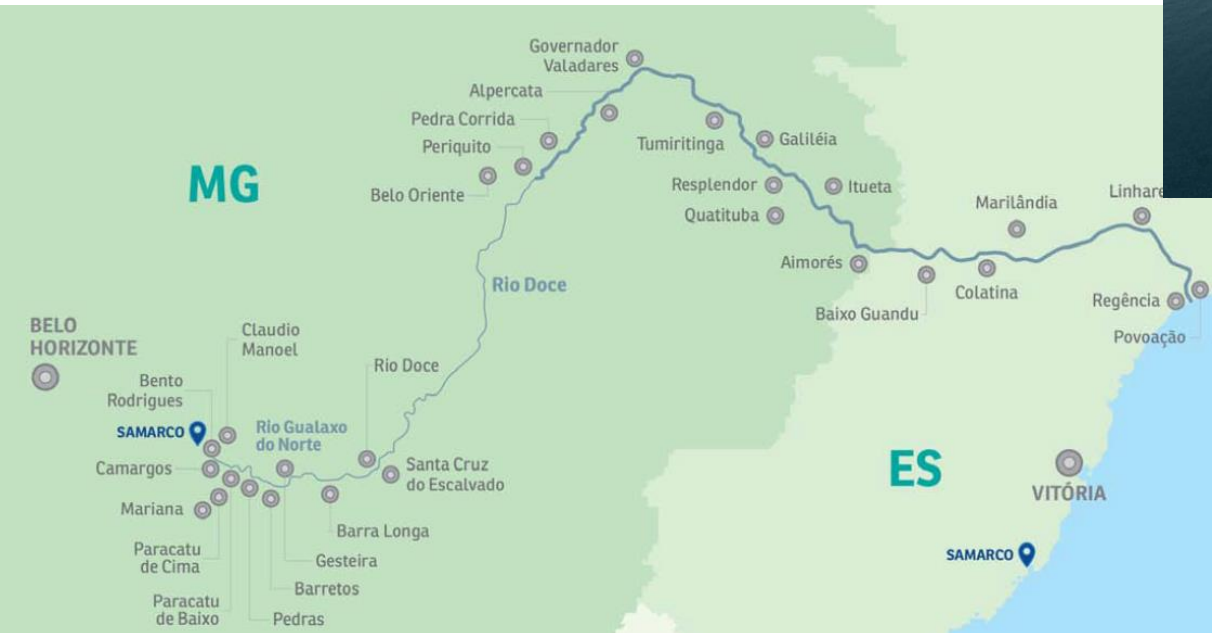 Governador
Valadares
Alpercata
Pedra Corrida
Periquito
Belo Oriente
MG
Tumiritinga
Galiléia
Resplendor
Itueta
Quatituba
Marilândia
Linhare
Aimorés
Rio Doce
Colatina
Baixo Guandu
Regência
Povoação
BELO
HORIZONTE
Claudio
Manoel
Rio Doce
Bento
Rodrigues
SAMARCO
Rio Gualaxo
do Norte
Camargos
Santa Cruz
do Escalvado
Mariana
Barra Longa
Paracatu
de Cima
Gesteira
Barretos
Paracatu
de Baixo
Pedras
ES
VITÓRIA
SAMARCO